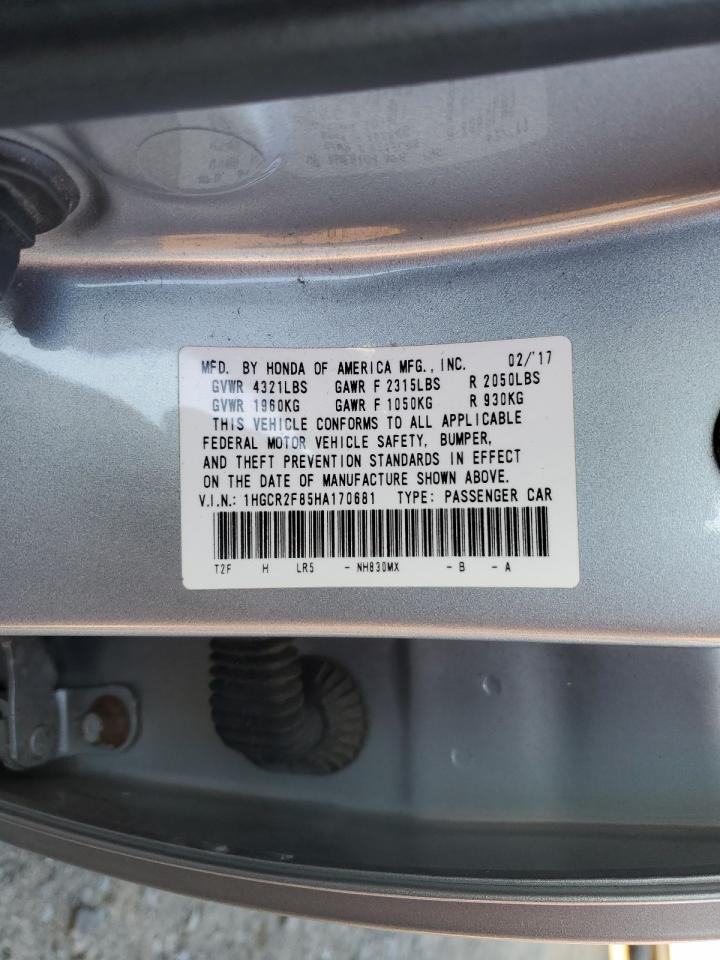 MFD. BY HONDA OF AMERICA MFG., INC. 02/'17
GVWR 4321LBS GAWR F 2315LBS R 2050LBS
GVWR 1960KG GAWR F 1050KG R 930KG
THIS VEHICLE CONFORMS TO ALL APPLICABLE
FEDERAL MOTOR VEHICLE SAFETY, BUMPER,
AND THEFT PREVENTION STANDARDS IN EFFECT
ON THE DATE OF MANUFACTURE SHOWN ABOVE.
V.I.N.: 1HGCR2F85HA170681 TYPE: PASSENGER CAR
T2F H LR5 - NH830MX - B - A